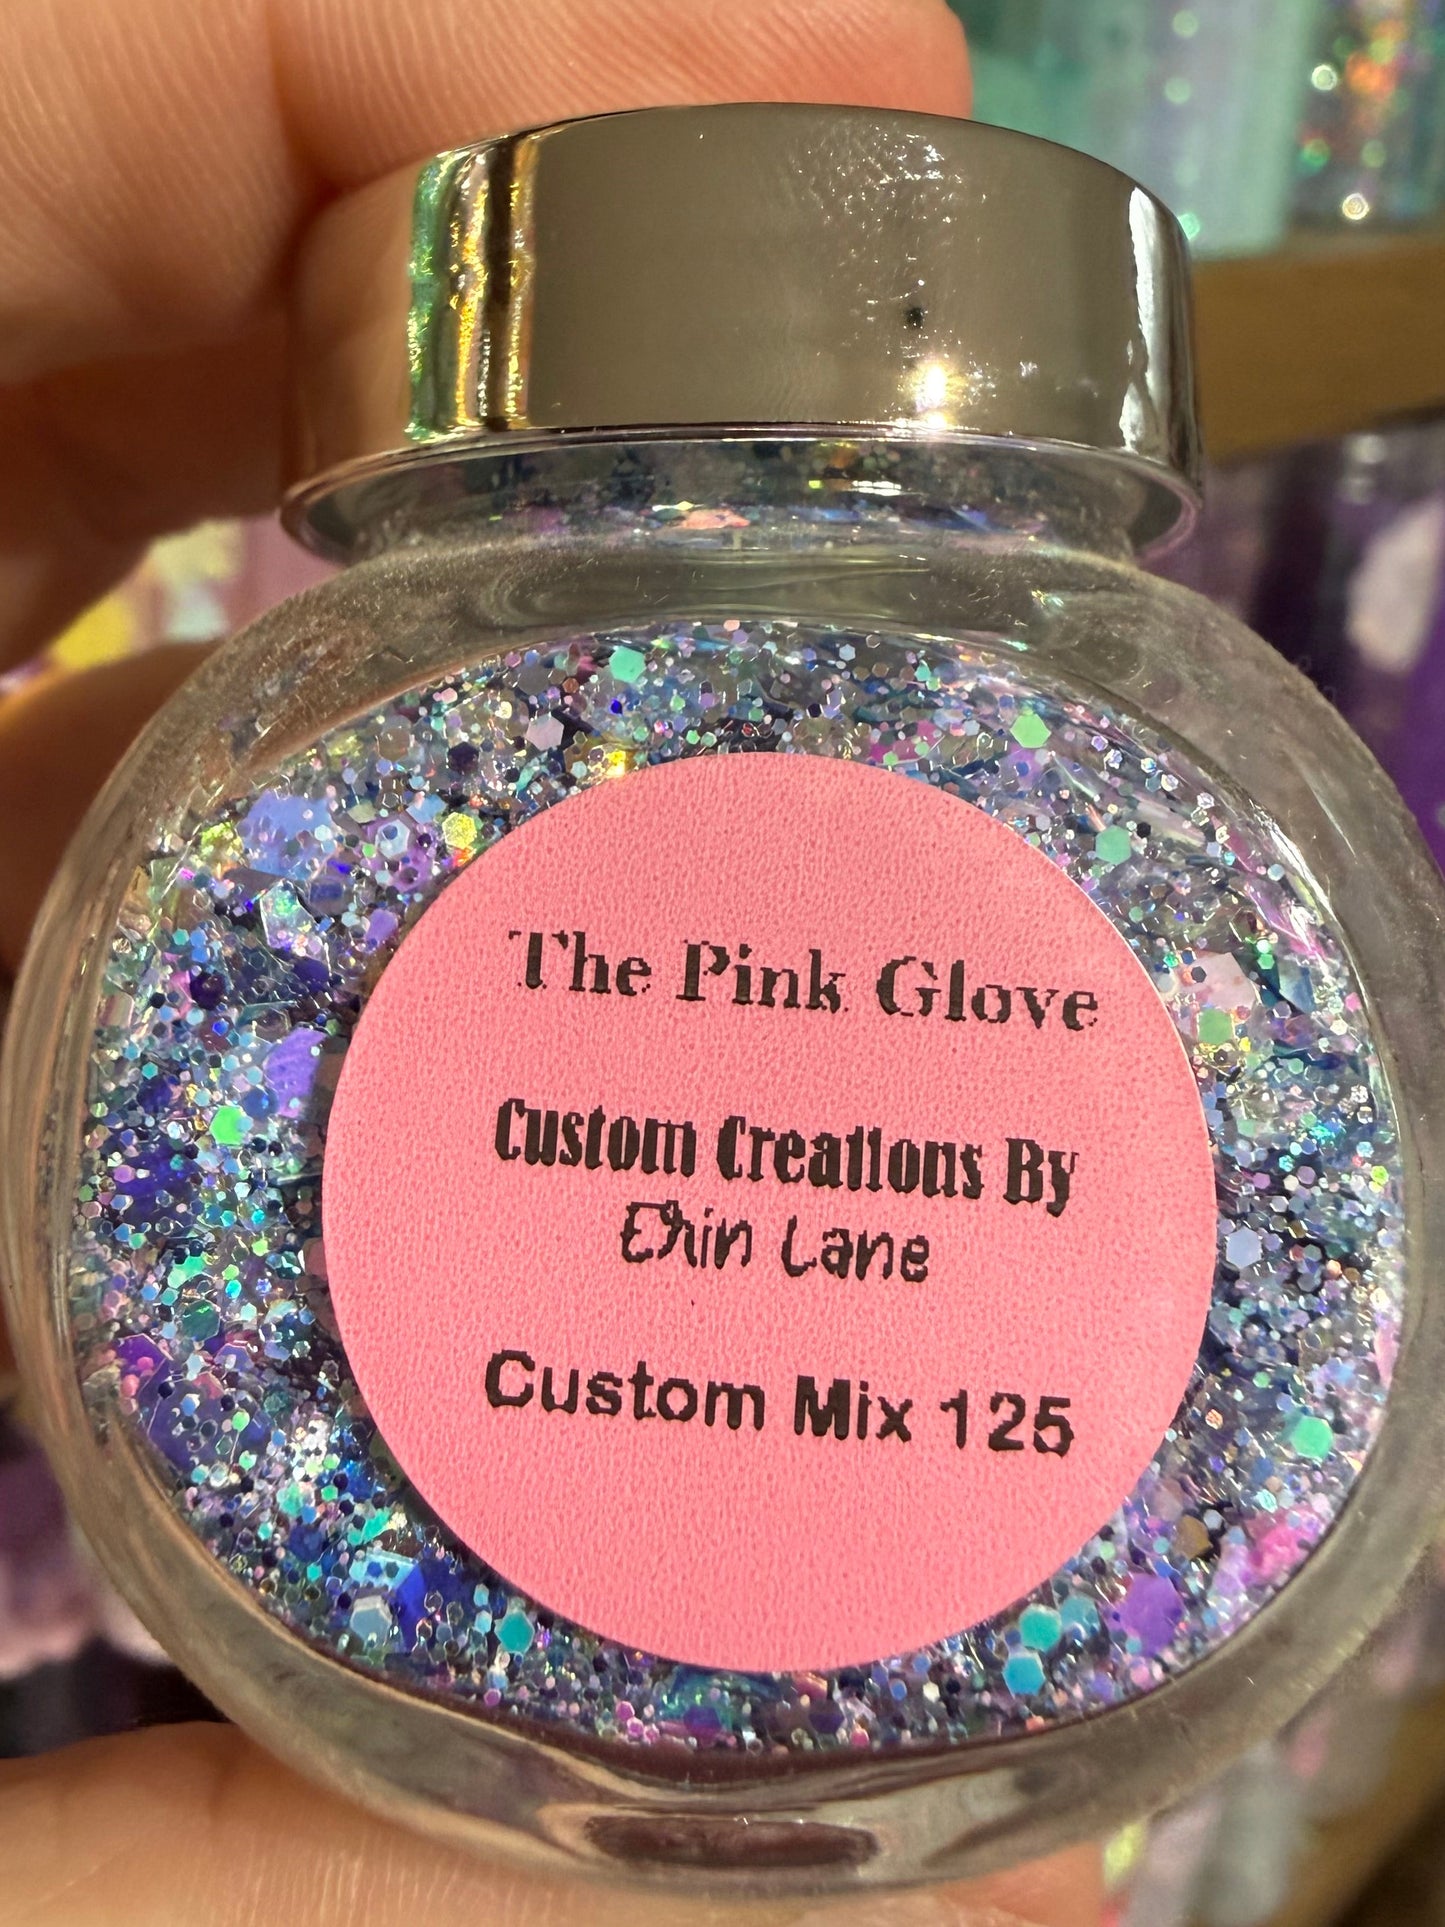 The Pink Glove
Custom Creations By
Erin Lane
Custom Mix 125